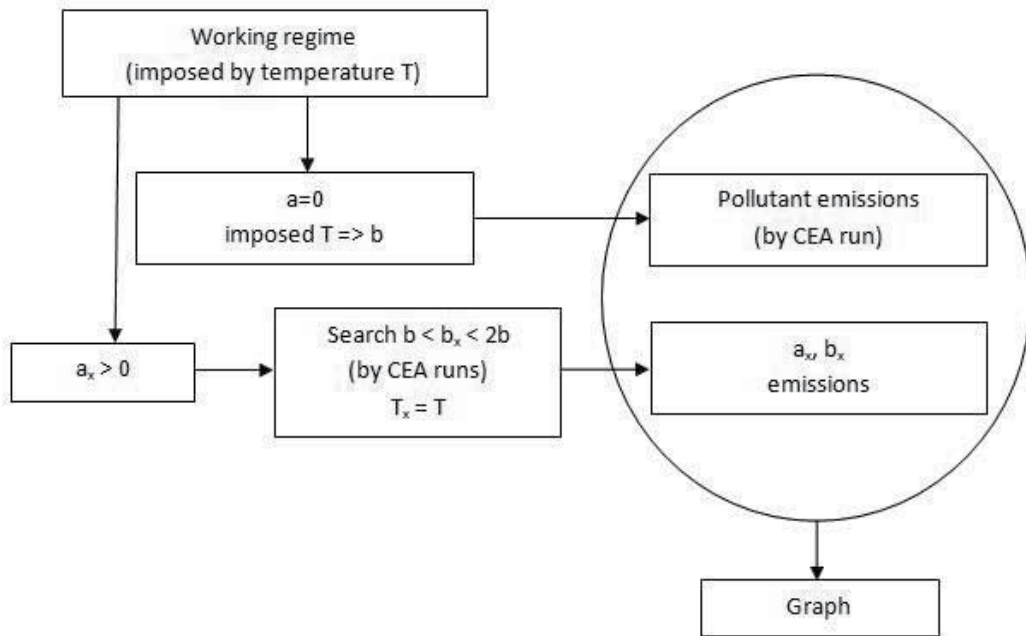 Working regime
(imposed by temperature T)
a=0
imposed T => b
Pollutant emissions
(by CEA run)
aₓ > 0
Search b < bₓ < 2b
(by CEA runs)
Tₓ = T
aₓ, bₓ
emissions
Graph